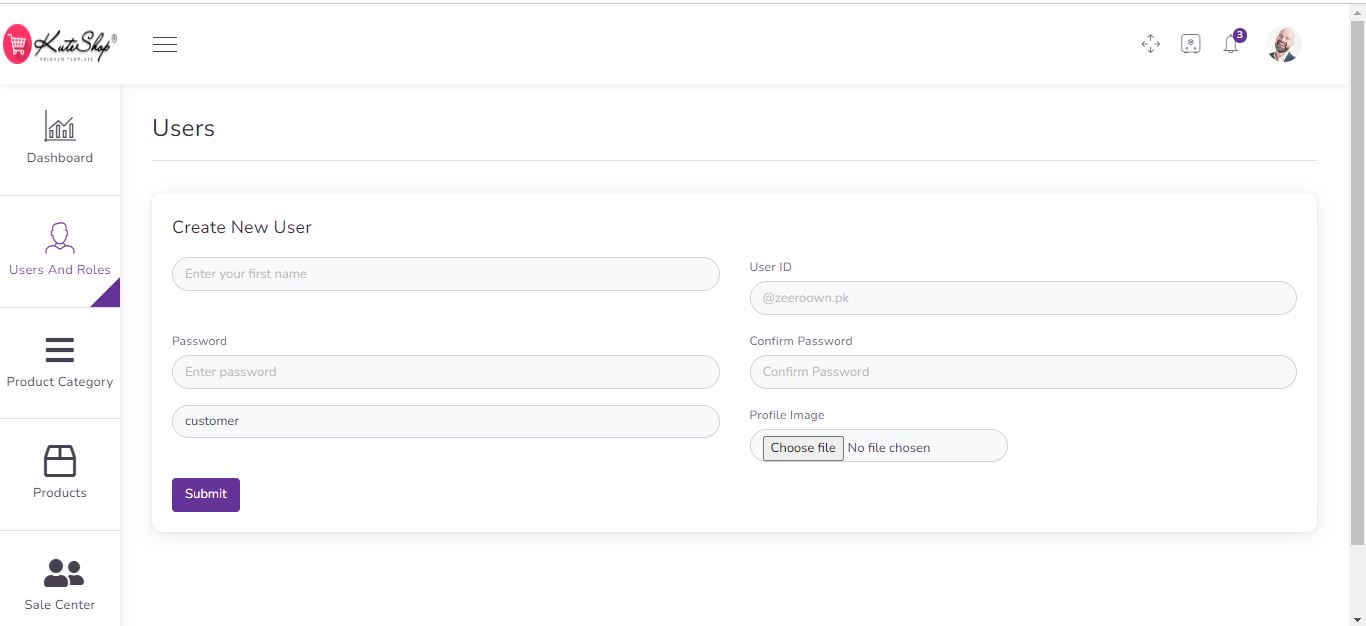 KuteShop®
PREMIUM TEMPLATE
3
Dashboard
Users And Roles
Product Category
Products
Sale Center
Users
Create New User
Enter your first name
User ID
@zeeroown.pk
Password
Enter password
Confirm Password
Confirm Password
customer
Profile Image
Choose file No file chosen
Submit